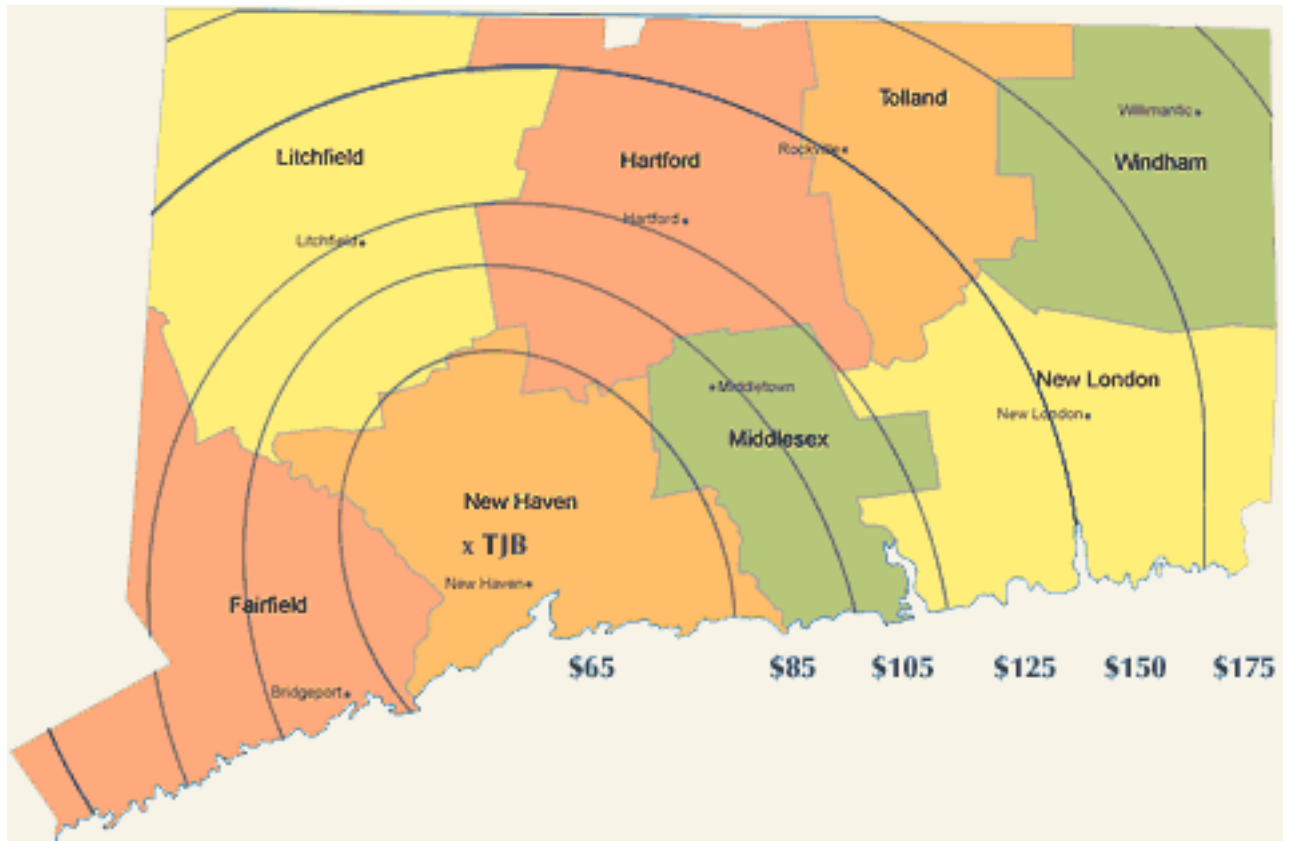 Tolland
Willimantic
Rockville
Litchfield
Hartford
Windham
Hartford
Litchfield
New London
Middletown
New London
Middlesex
New Haven
x TJB
New Haven
Fairfield
Bridgeport
$65 $85 $105 $125 $150 $175